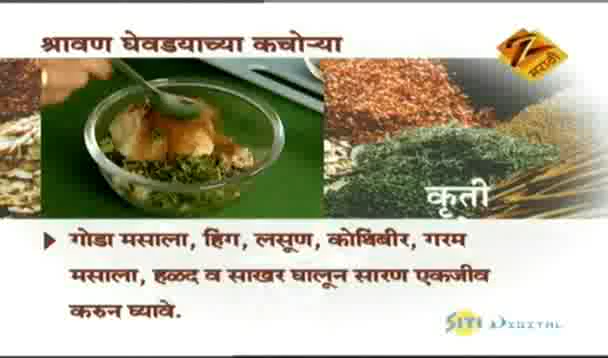 श्रावण घेवडयाच्या कचोऱ्या
मराठी
कृती
गोडा मसाला, हिंग, लसूण, कोथिंबीर, गरम
मसाला, हळद व साखर घालून सारण एकजीव
करुन घ्यावे.
SITI DIGITAL